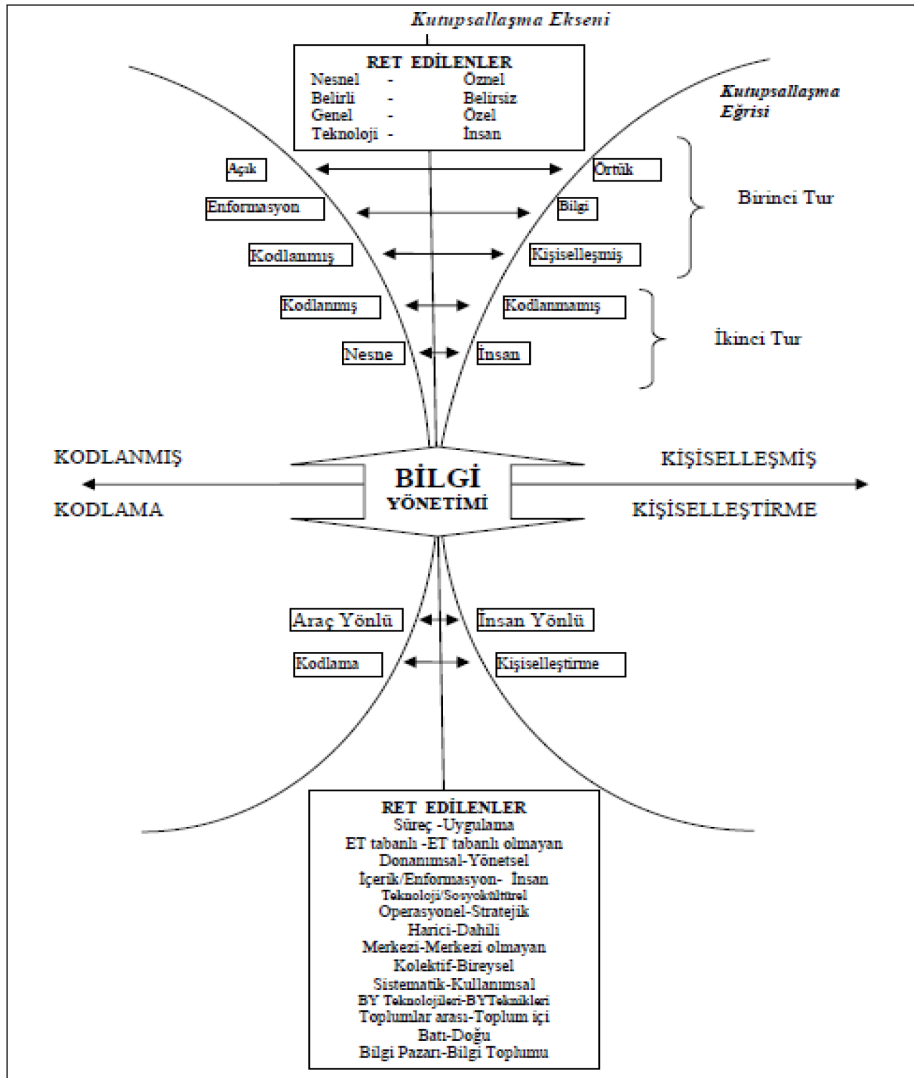 Kutupsallaşma Ekseni
RET EDİLENLER
Nesnel - Öznel
Belirli - Belirsiz
Genel - Özel
Teknoloji - İnsan
Kutupsallaşma
Eğrisi
Açık Örtük
Enformasyon Bilgi
Birinci Tur
Kodlanmış Kişiselleşmiş
Kodlanmış Kodlanmamış
İkinci Tur
Nesne İnsan
KODLANMIŞ KİŞİSELLEŞMİŞ
BİLGİ
YÖNETİMİ
KODLAMA KİŞİSELLEŞTİRME
Araç Yönlü İnsan Yönlü
Kodlama Kişiselleştirme
RET EDİLENLER
Süreç -Uygulama
ET tabanlı -ET tabanlı olmayan
Donanımsal-Yönetsel
İçerik/Enformasyon- İnsan
Teknoloji/Sosyokültürel
Operasyonel-Stratejik
Harici-Dahili
Merkezi-Merkezi olmayan
Kolektif-Bireysel
Sistematik-Kullanımsal
BY Teknolojileri-BYTeknikleri
Toplumlar arası-Toplum içi
Batı-Doğu
Bilgi Pazarı-Bilgi Toplumu